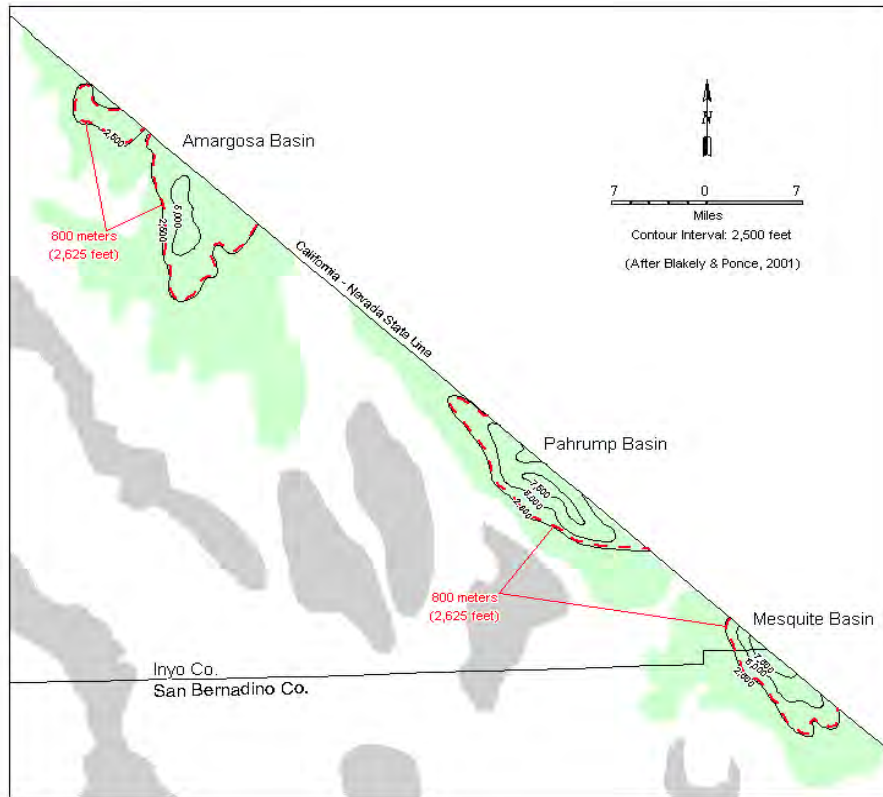 Amargosa Basin
2,500
5,000
2,500
800 meters
(2,625 feet)
N
7 0 7
Miles
Contour Interval: 2,500 feet
(After Blakely & Ponce, 2001)
California - Nevada State Line
Pahrump Basin
7,500
5,000
2,500
800 meters
(2,625 feet)
Mesquite Basin
7,500
5,000
2,500
Inyo Co.
San Bernadino Co.